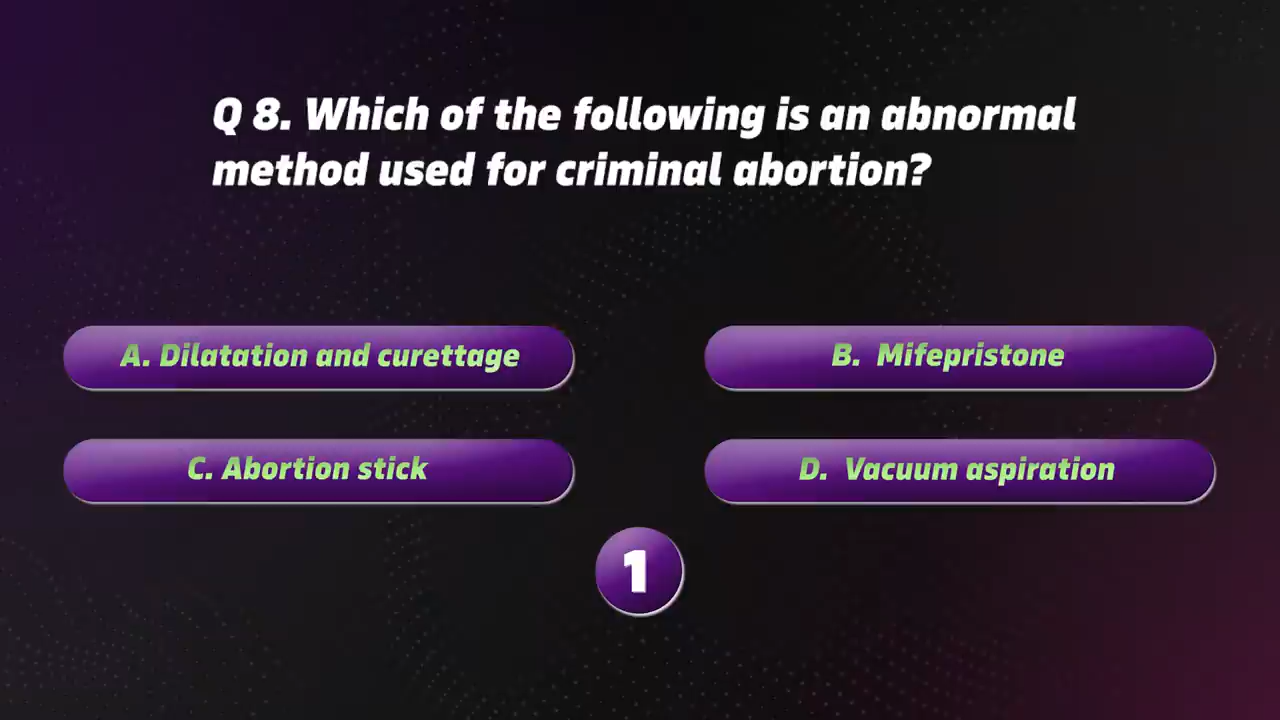 Q 8. Which of the following is an abnormal
method used for criminal abortion?
A. Dilatation and curettage
B. Mifepristone
C. Abortion stick
D. Vacuum aspiration
1